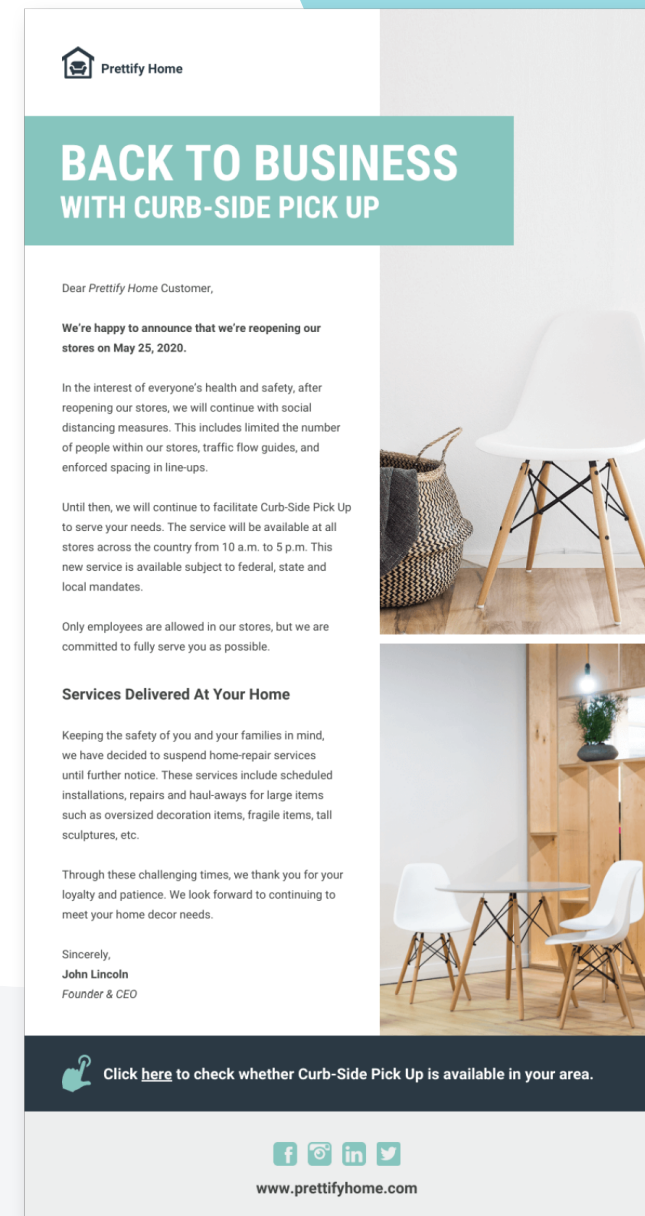 Prettify Home
BACK TO BUSINESS
WITH CURB-SIDE PICK UP
Dear Prettify Home Customer,
We're happy to announce that we're reopening our
stores on May 25, 2020.
In the interest of everyone's health and safety, after
reopening our stores, we will continue with social
distancing measures. This includes limited the number
of people within our stores, traffic flow guides, and
enforced spacing in line-ups.
Until then, we will continue to facilitate Curb-Side Pick Up
to serve your needs. The service will be available at all
stores across the country from 10 a.m. to 5 p.m. This
new service is available subject to federal, state and
local mandates.
Only employees are allowed in our stores, but we are
committed to fully serve you as possible.
Services Delivered At Your Home
Keeping the safety of you and your families in mind,
we have decided to suspend home-repair services
until further notice. These services include scheduled
installations, repairs and haul-aways for large items
such as oversized decoration items, fragile items, tall
sculptures, etc.
Through these challenging times, we thank you for your
loyalty and patience. We look forward to continuing to
meet your home decor needs.
Sincerely,
John Lincoln
Founder & CEO
Click here to check whether Curb-Side Pick Up is available in your area.
www.prettifyhome.com